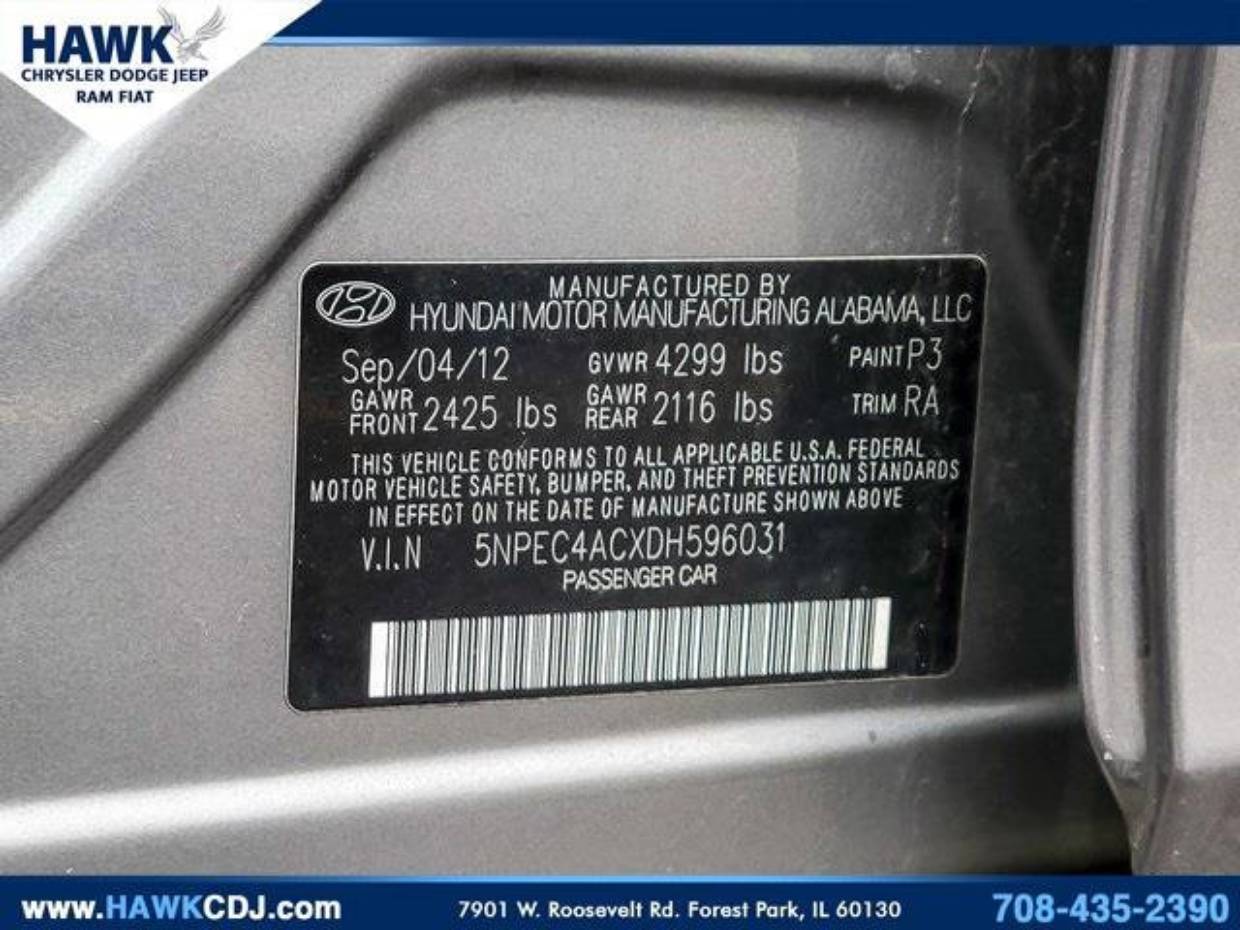 HAWK
CHRYSLER DODGE JEEP
RAM FIAT
MANUFACTURED BY
HYUNDAI MOTOR MANUFACTURING ALABAMA, LLC
Sep/04/12 GVWR 4299 lbs PAINT P3
GAWR FRONT 2425 lbs GAWR REAR 2116 lbs TRIM RA
THIS VEHICLE CONFORMS TO ALL APPLICABLE U.S.A. FEDERAL
MOTOR VEHICLE SAFETY, BUMPER, AND THEFT PREVENTION STANDARDS
IN EFFECT ON THE DATE OF MANUFACTURE SHOWN ABOVE
V.I.N 5NPEC4ACXDH596031
PASSENGER CAR
www.HAWKCDJ.com 7901 W. Roosevelt Rd. Forest Park, IL 60130 708-435-2390